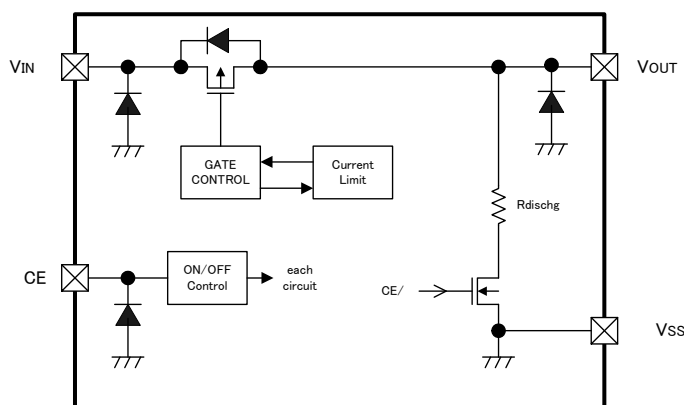 VIN
VOUT
GATE
CONTROL
Current
Limit
Rdischg
CE
ON/OFF
Control
each
circuit
CE/
VSS